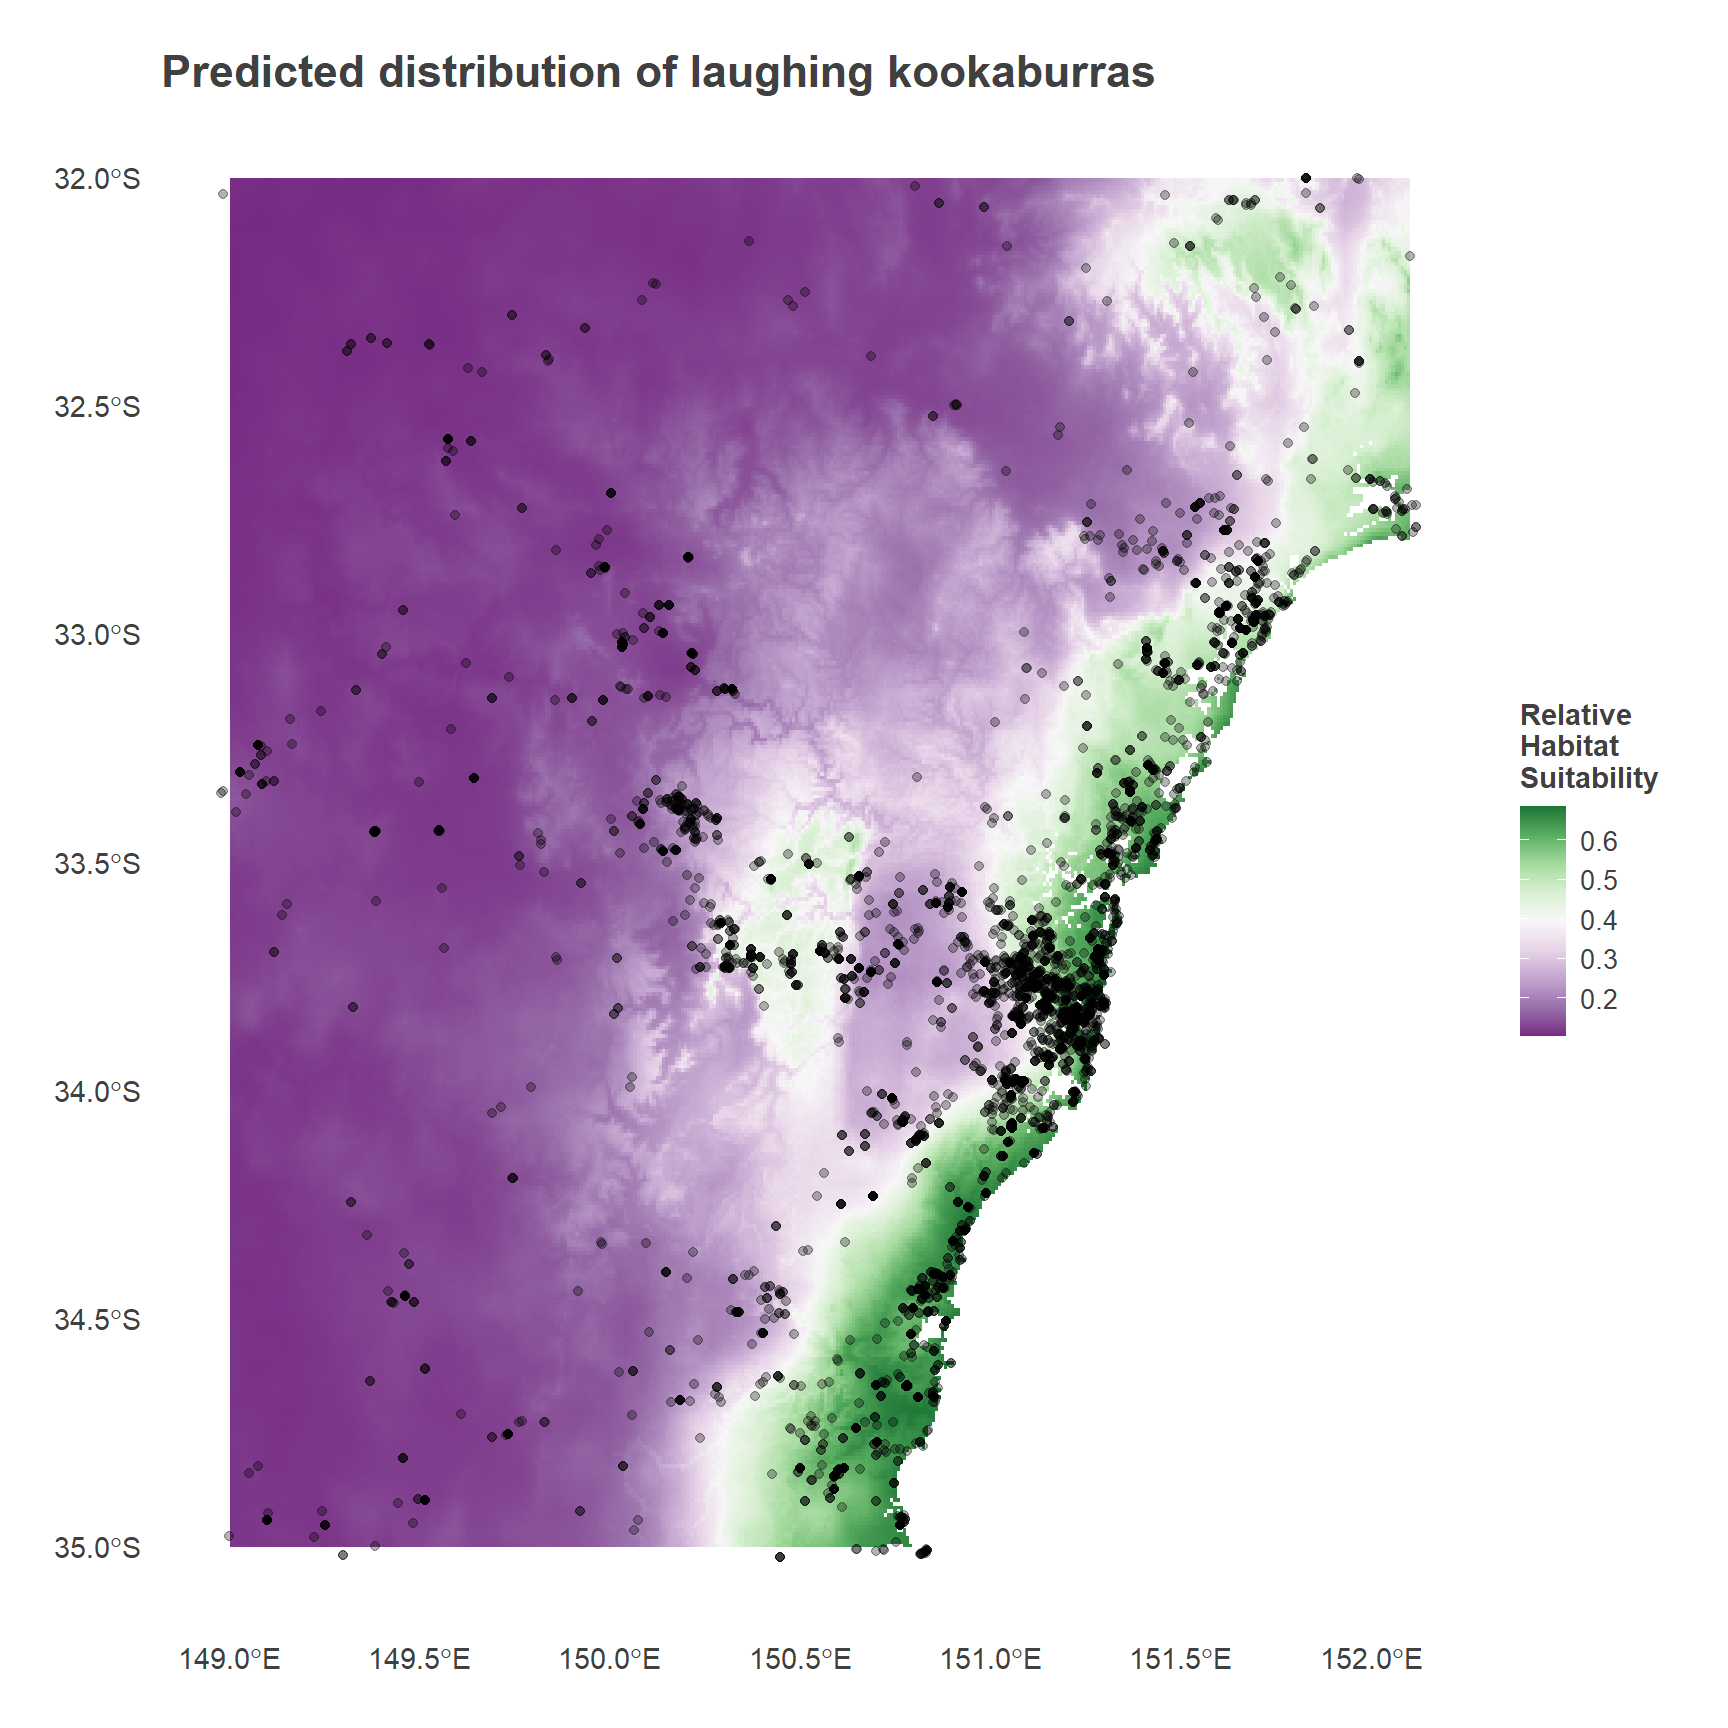 Predicted distribution of laughing kookaburras
32.0°S
32.5°S
33.0°S
33.5°S
34.0°S
34.5°S
35.0°S
149.0°E 149.5°E 150.0°E 150.5°E 151.0°E 151.5°E 152.0°E
Relative
Habitat
Suitability
0.6
0.5
0.4
0.3
0.2